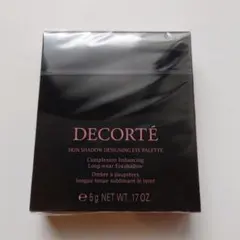 DECORTÉ
SKIN SHADOW DESIGNING EYE PALETTE
Complexion Enhancing
Long-wear Eyeshadow
Ombre à paupières
longue tenue sublimant le teint
℮ 5g NET WT. .17 OZ.